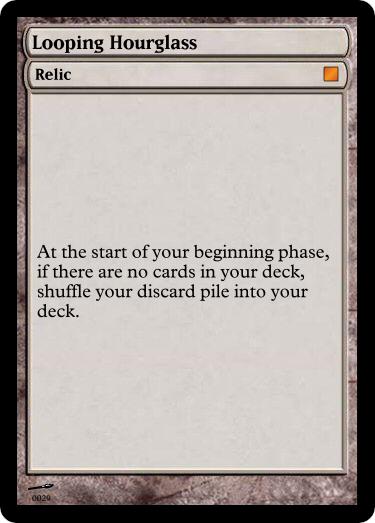 Looping Hourglass
Relic
At the start of your beginning phase,
if there are no cards in your deck,
shuffle your discard pile into your
deck.
0029